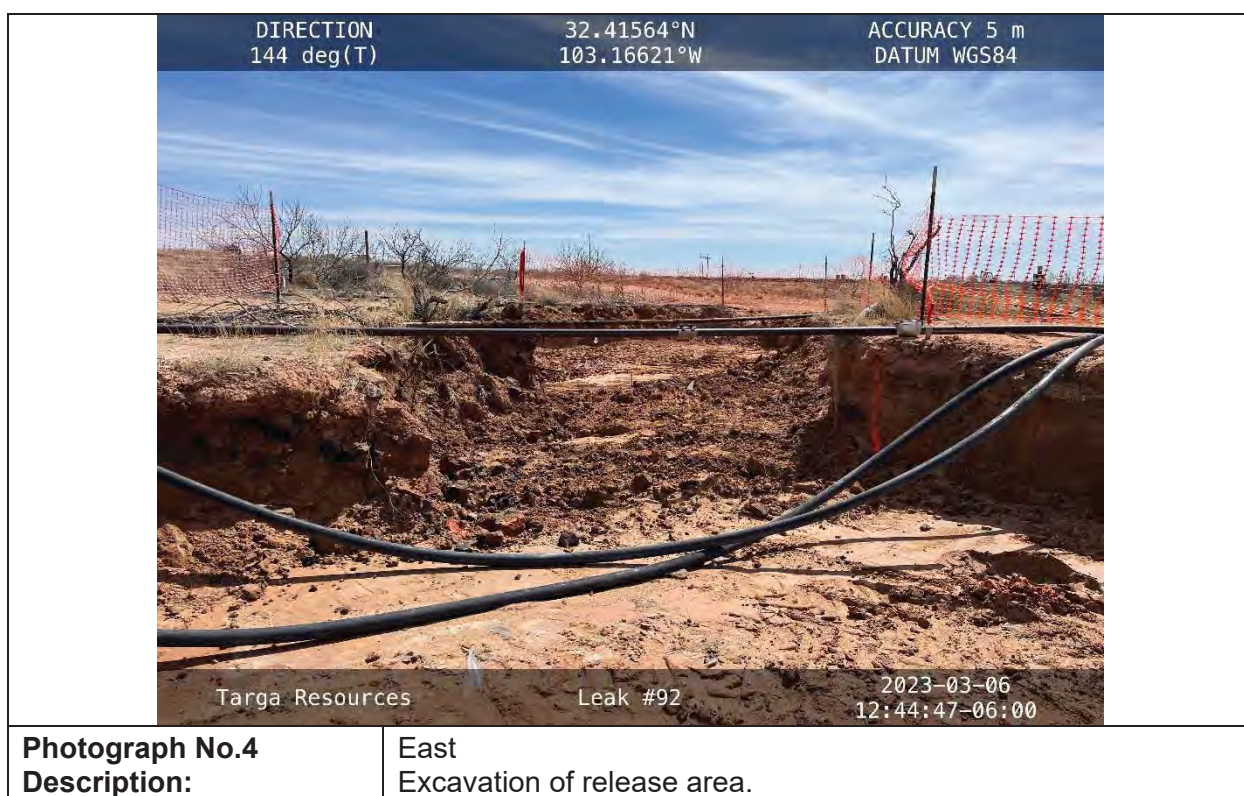 DIRECTION 32.41564°N ACCURACY 5 m
144 deg(T) 103.16621°W DATUM WGS84
Targa Resources Leak #92 2023-03-06
12:44:47-06:00
Photograph No.4 East
Description: Excavation of release area.